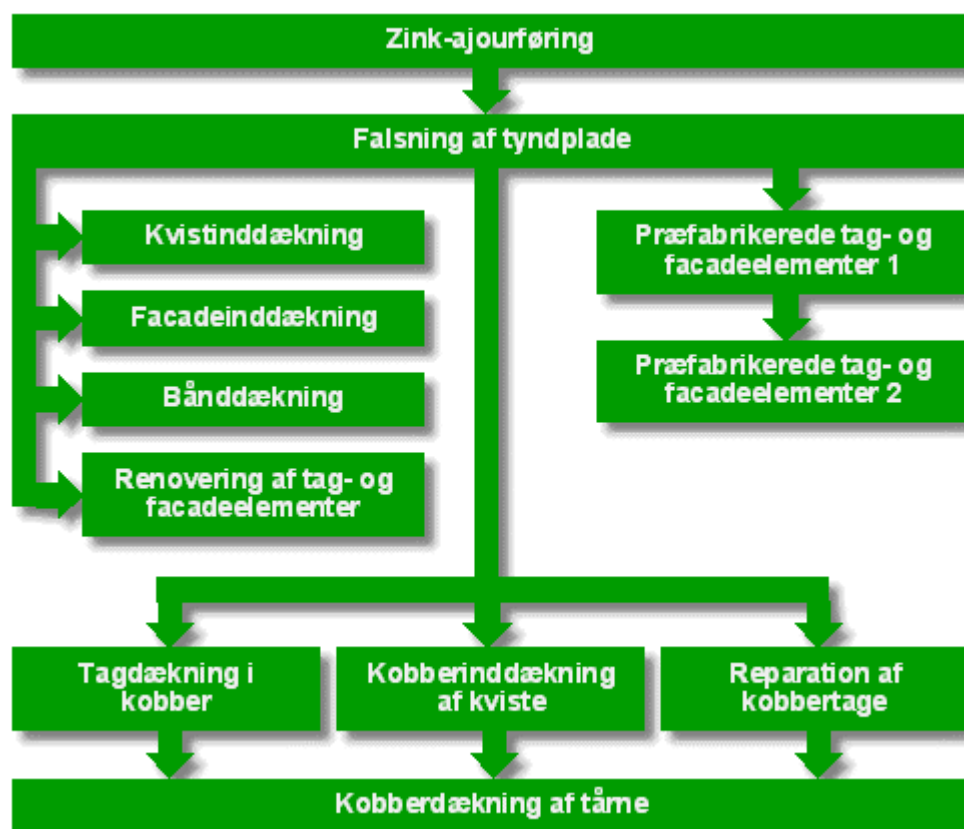 Zink-ajourføring
Falsning af tyndplade
Kvistinddækning
Facadeinddækning
Bånddækning
Renovering af tag- og
facadeelementer
Præfabrikerede tag- og
facadeelementer 1
Præfabrikerede tag- og
facadeelementer 2
Tagdækning i
kobber
Kobberinddækning
af kviste
Reparation af
kobbertage
Kobberdækning af tårne